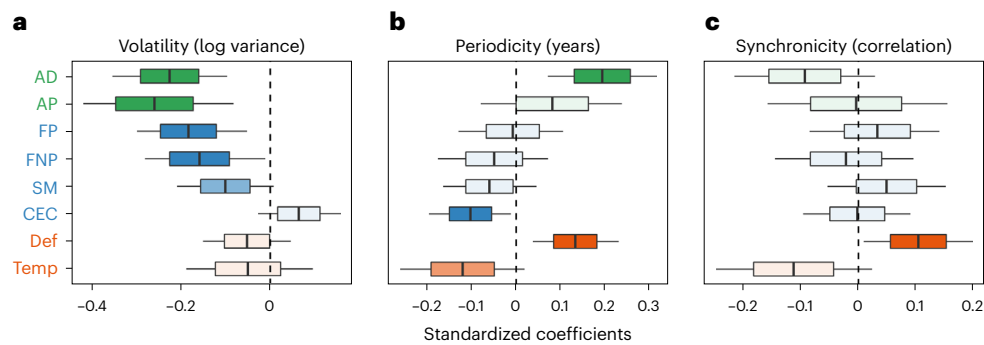 a
b
c
Volatility (log variance)
Periodicity (years)
Synchronicity (correlation)
AD
AP
FP
FNP
SM
CEC
Def
Temp
−0.4 −0.2 0
−0.2 −0.1 0 0.1 0.2 0.3
−0.2 −0.1 0 0.1 0.2
Standardized coefficients